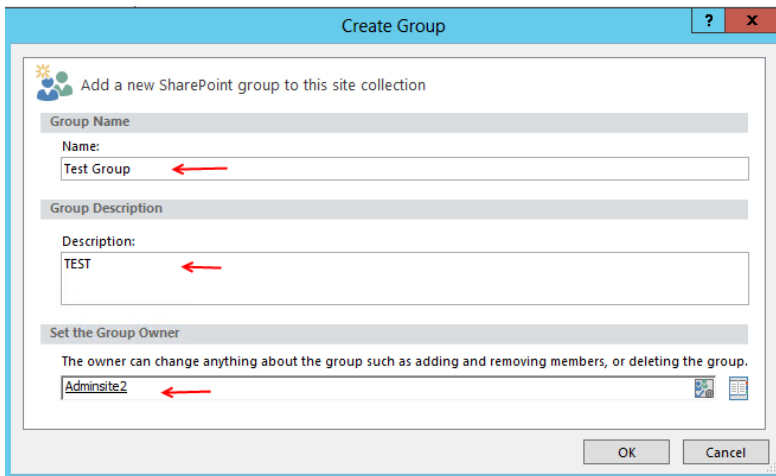 Create Group
? x
Add a new SharePoint group to this site collection
Group Name
Name:
Test Group
Group Description
Description:
TEST
Set the Group Owner
The owner can change anything about the group such as adding and removing members, or deleting the group.
Adminsite2
OK Cancel